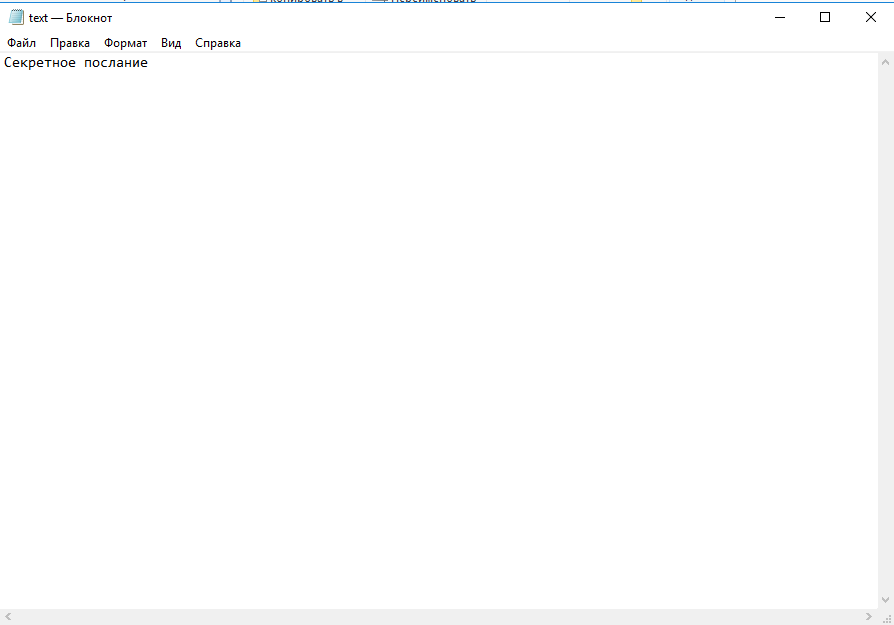 text — Блокнот
Файл Правка Формат Вид Справка
Секретное послание